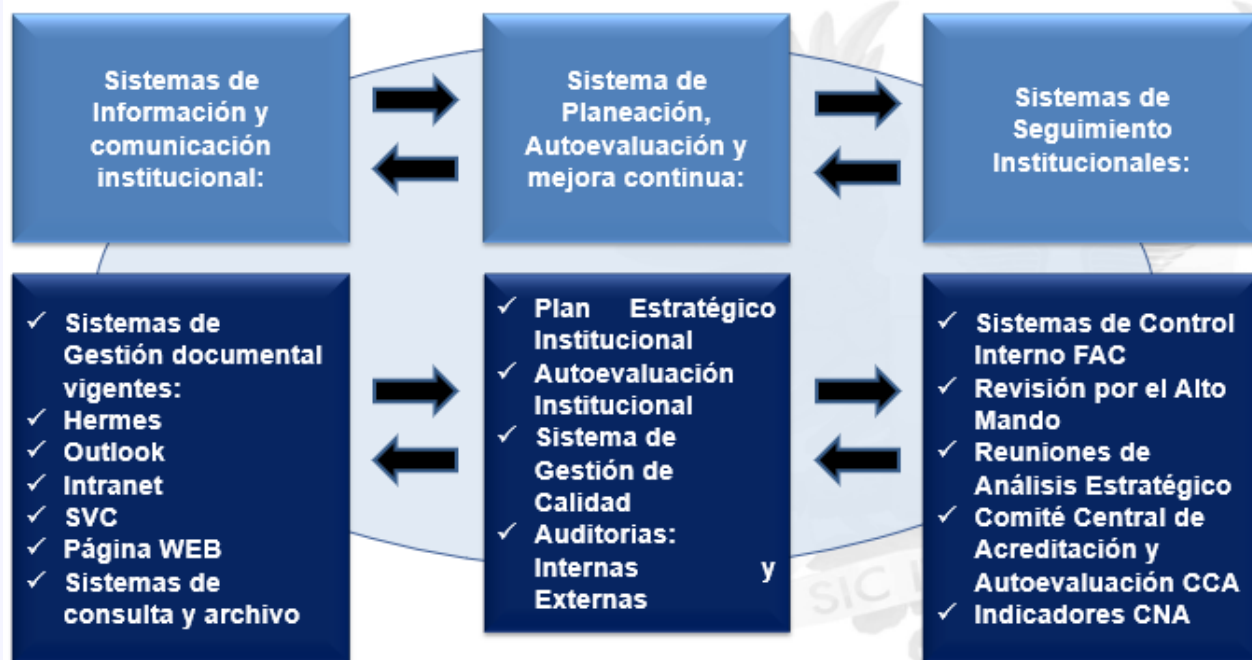 Sistemas de
Información y
comunicación
institucional:
Sistema de
Planeación,
Autoevaluación y
mejora continua:
Sistemas de
Seguimiento
Institucionales:
✓ Sistemas de
Gestión documental
vigentes:
✓ Hermes
✓ Outlook
✓ Intranet
✓ SVC
✓ Página WEB
✓ Sistemas de
consulta y archivo
✓ Plan Estratégico
Institucional
✓ Autoevaluación
Institucional
✓ Sistema de
Gestión de
Calidad
✓ Auditorias:
Internas y
Externas
✓ Sistemas de Control
Interno FAC
✓ Revisión por el Alto
Mando
✓ Reuniones de
Análisis Estratégico
✓ Comité Central de
Acreditación y
Autoevaluación CCA
✓ Indicadores CNA
SIC